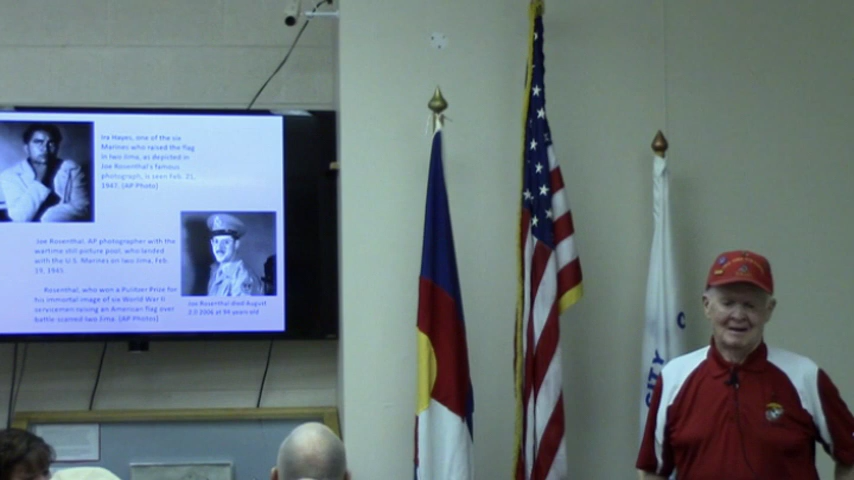 Ira Hayes, one of the six
Marines who raised the flag
in Iwo Jima, as depicted in
Joe Rosenthal's famous
photograph, is seen Feb. 21,
1947. (AP Photo)
Joe Rosenthal, AP photographer with the
wartime still picture pool, who landed
with the U.S. Marines on Iwo Jima, Feb.
19, 1945.
Rosenthal, who won a Pulitzer Prize for
his immortal image of six World War II
servicemen raising an American flag over
battle-scarred Iwo Jima. (AP Photos)
Joe Rosenthal died August
2.0 2006 at 94 years old
CITY